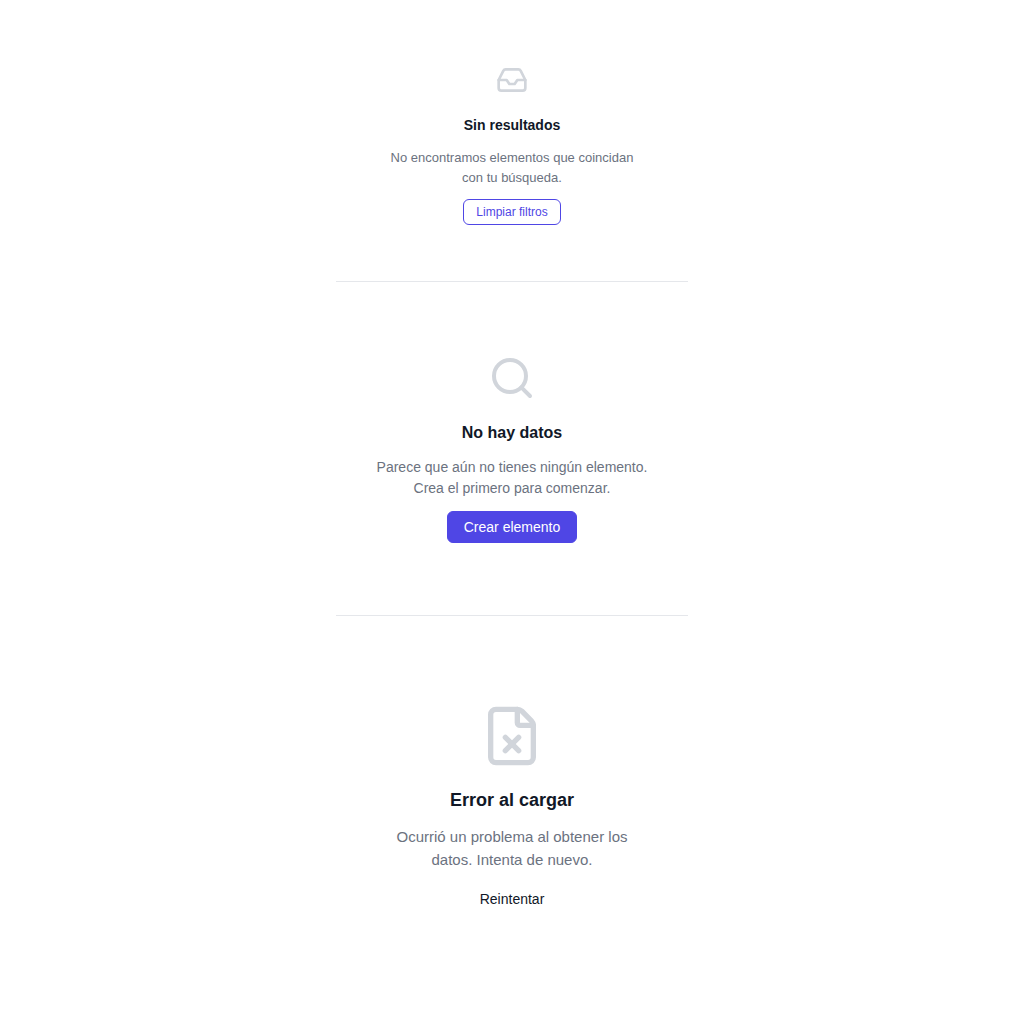 Sin resultados
No encontramos elementos que coincidan
con tu búsqueda.
Limpiar filtros
No hay datos
Parece que aún no tienes ningún elemento.
Crea el primero para comenzar.
Crear elemento
Error al cargar
Ocurrió un problema al obtener los
datos. Intenta de nuevo.
Reintentar